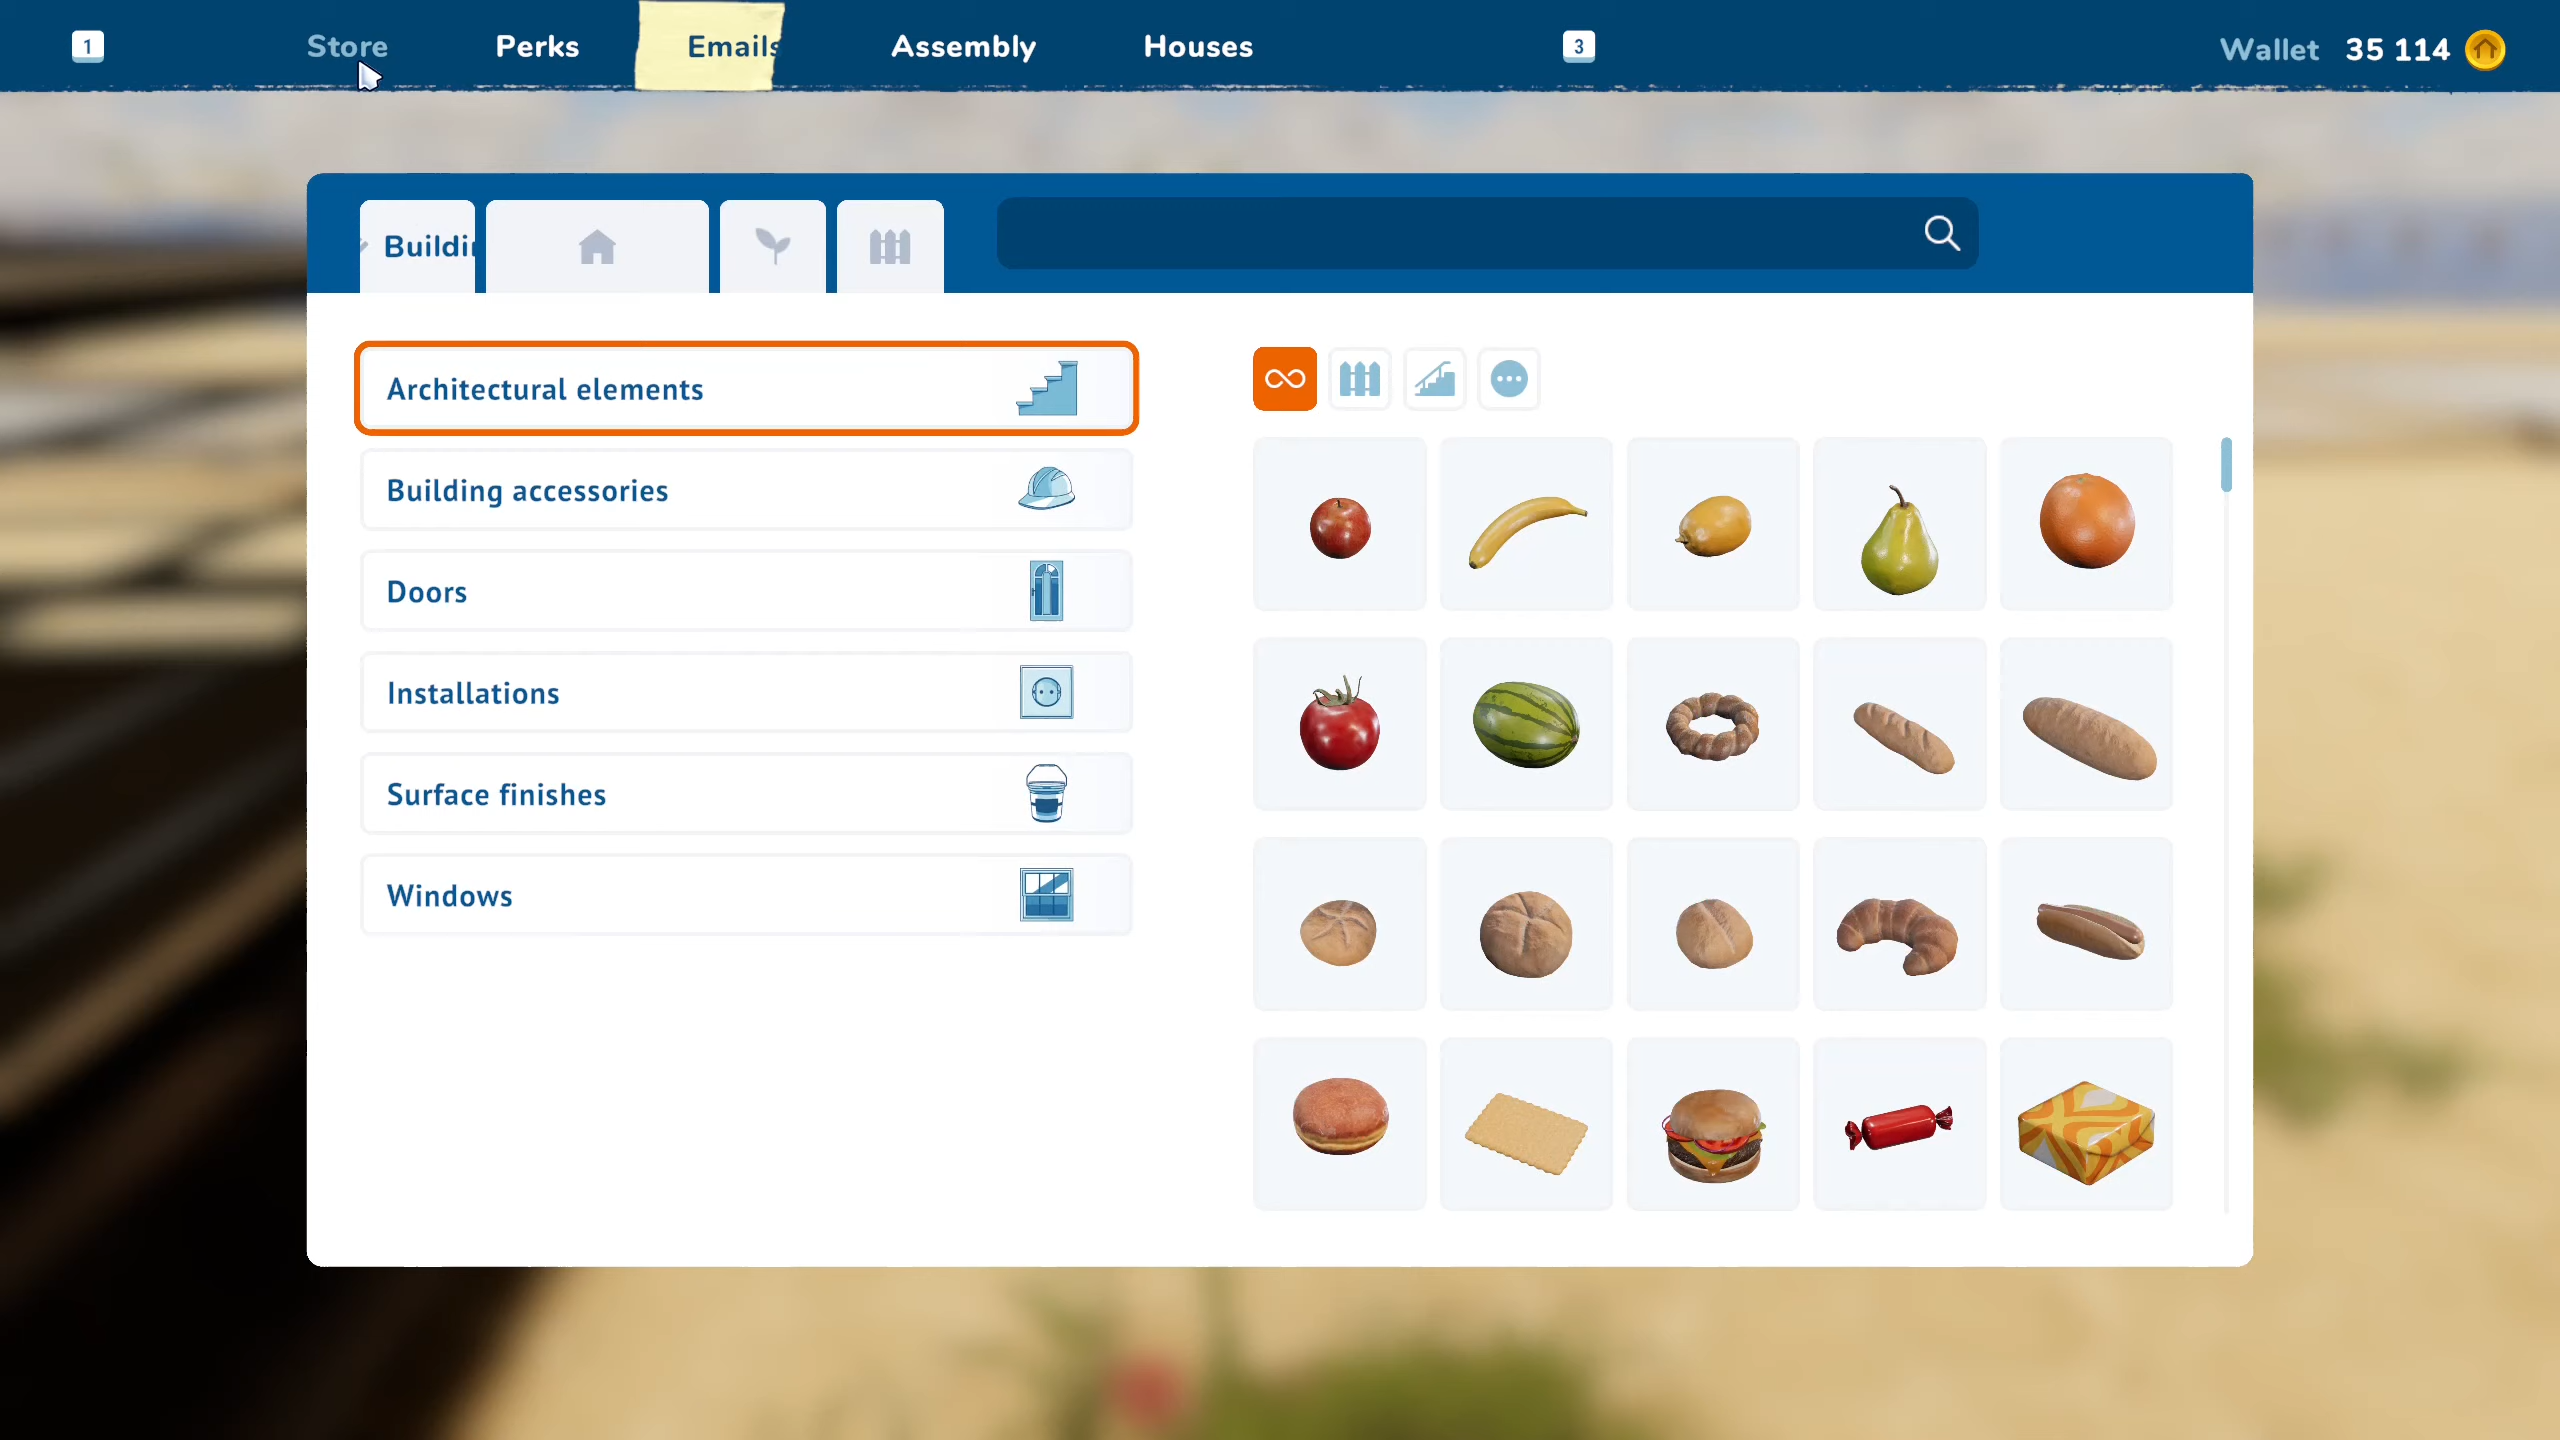 1 Store Perks Emails Assembly Houses 3 Wallet 35 114
Buildi
Architectural elements
Building accessories
Doors
Installations
Surface finishes
Windows